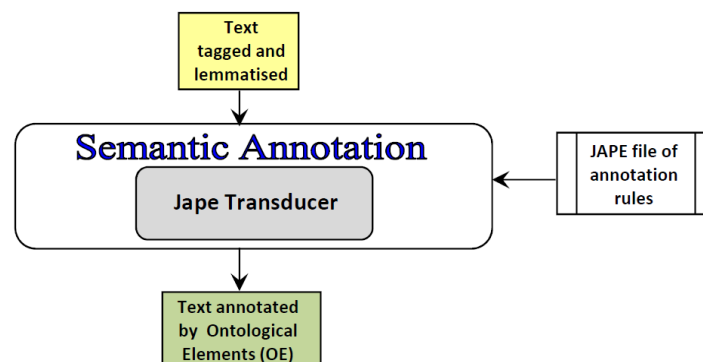 Text
tagged and
lemmatised
Semantic Annotation
Jape Transducer
JAPE file of
annotation
rules
Text annotated
by Ontological
Elements (OE)